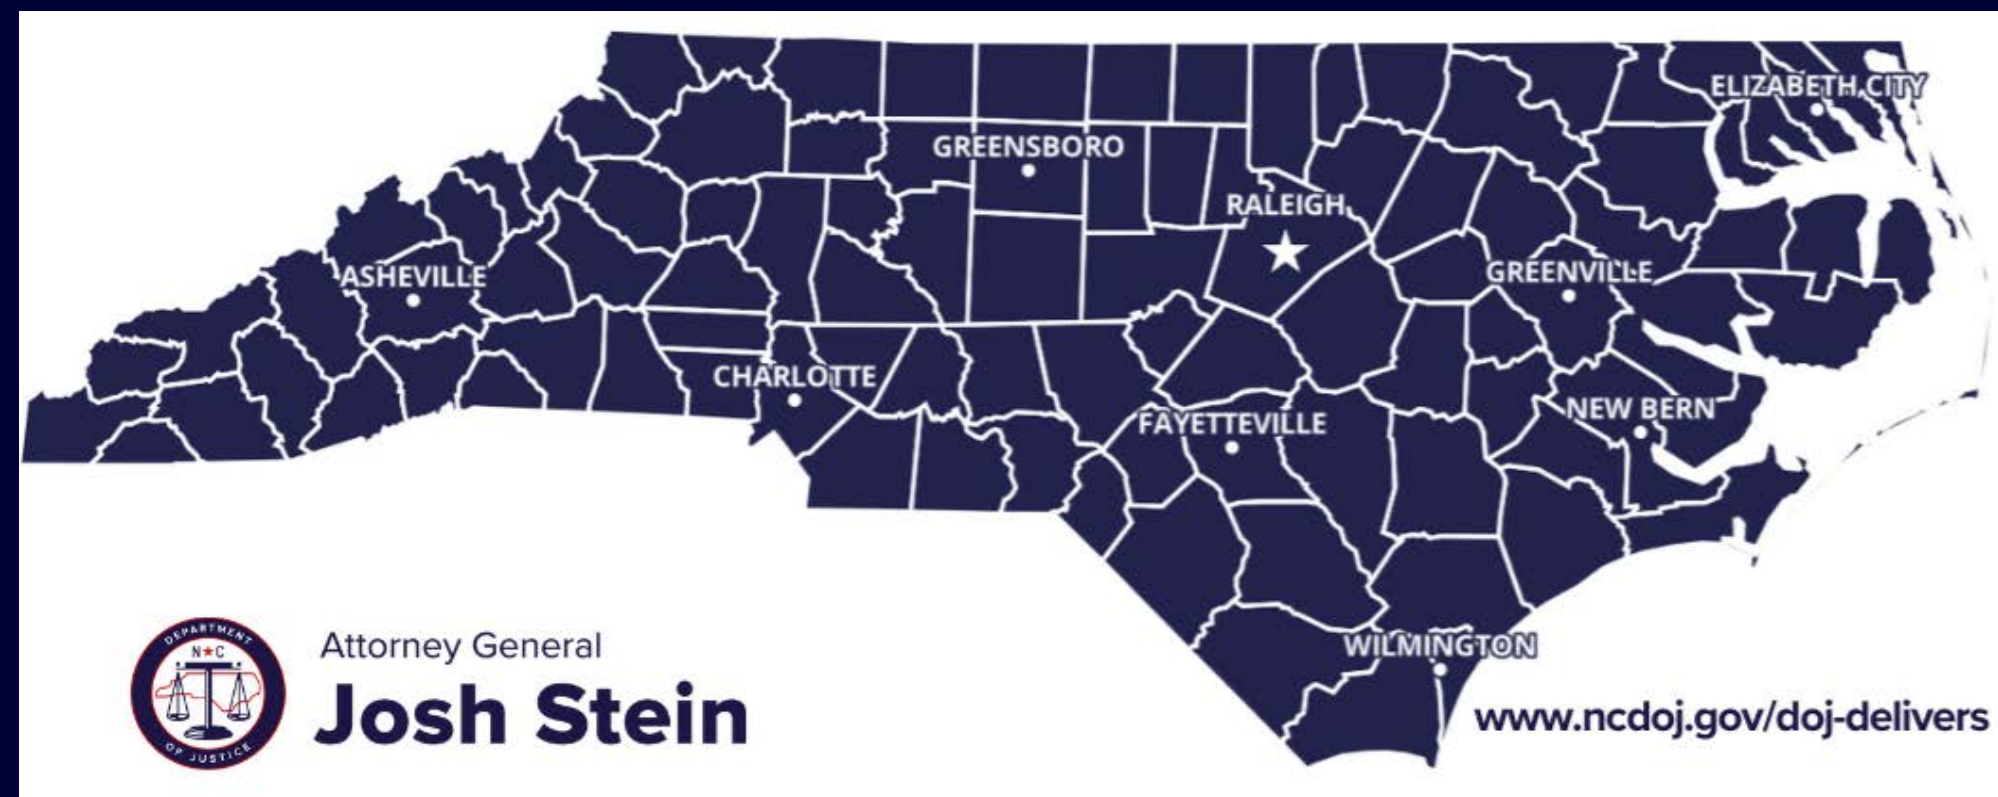 ELIZABETH CITY
GREENSBORO
RALEIGH
ASHEVILLE
GREENVILLE
CHARLOTTE
NEW BERN
FAYETTEVILLE
WILMINGTON
DEPARTMENT
N★C
OF JUSTICE
Attorney General
Josh Stein
www.ncdoj.gov/doj-delivers